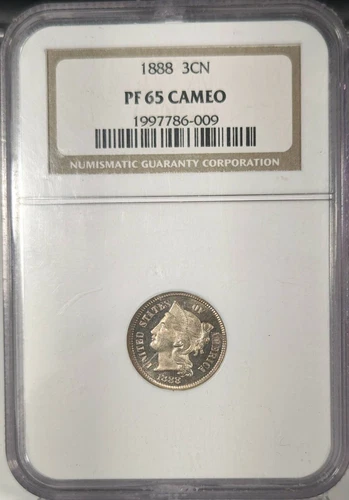 1888 3CN
PF 65 CAMEO
1997786-009
NUMISMATIC GUARANTY CORPORATION
UNITED STATES OF AMERICA
1888